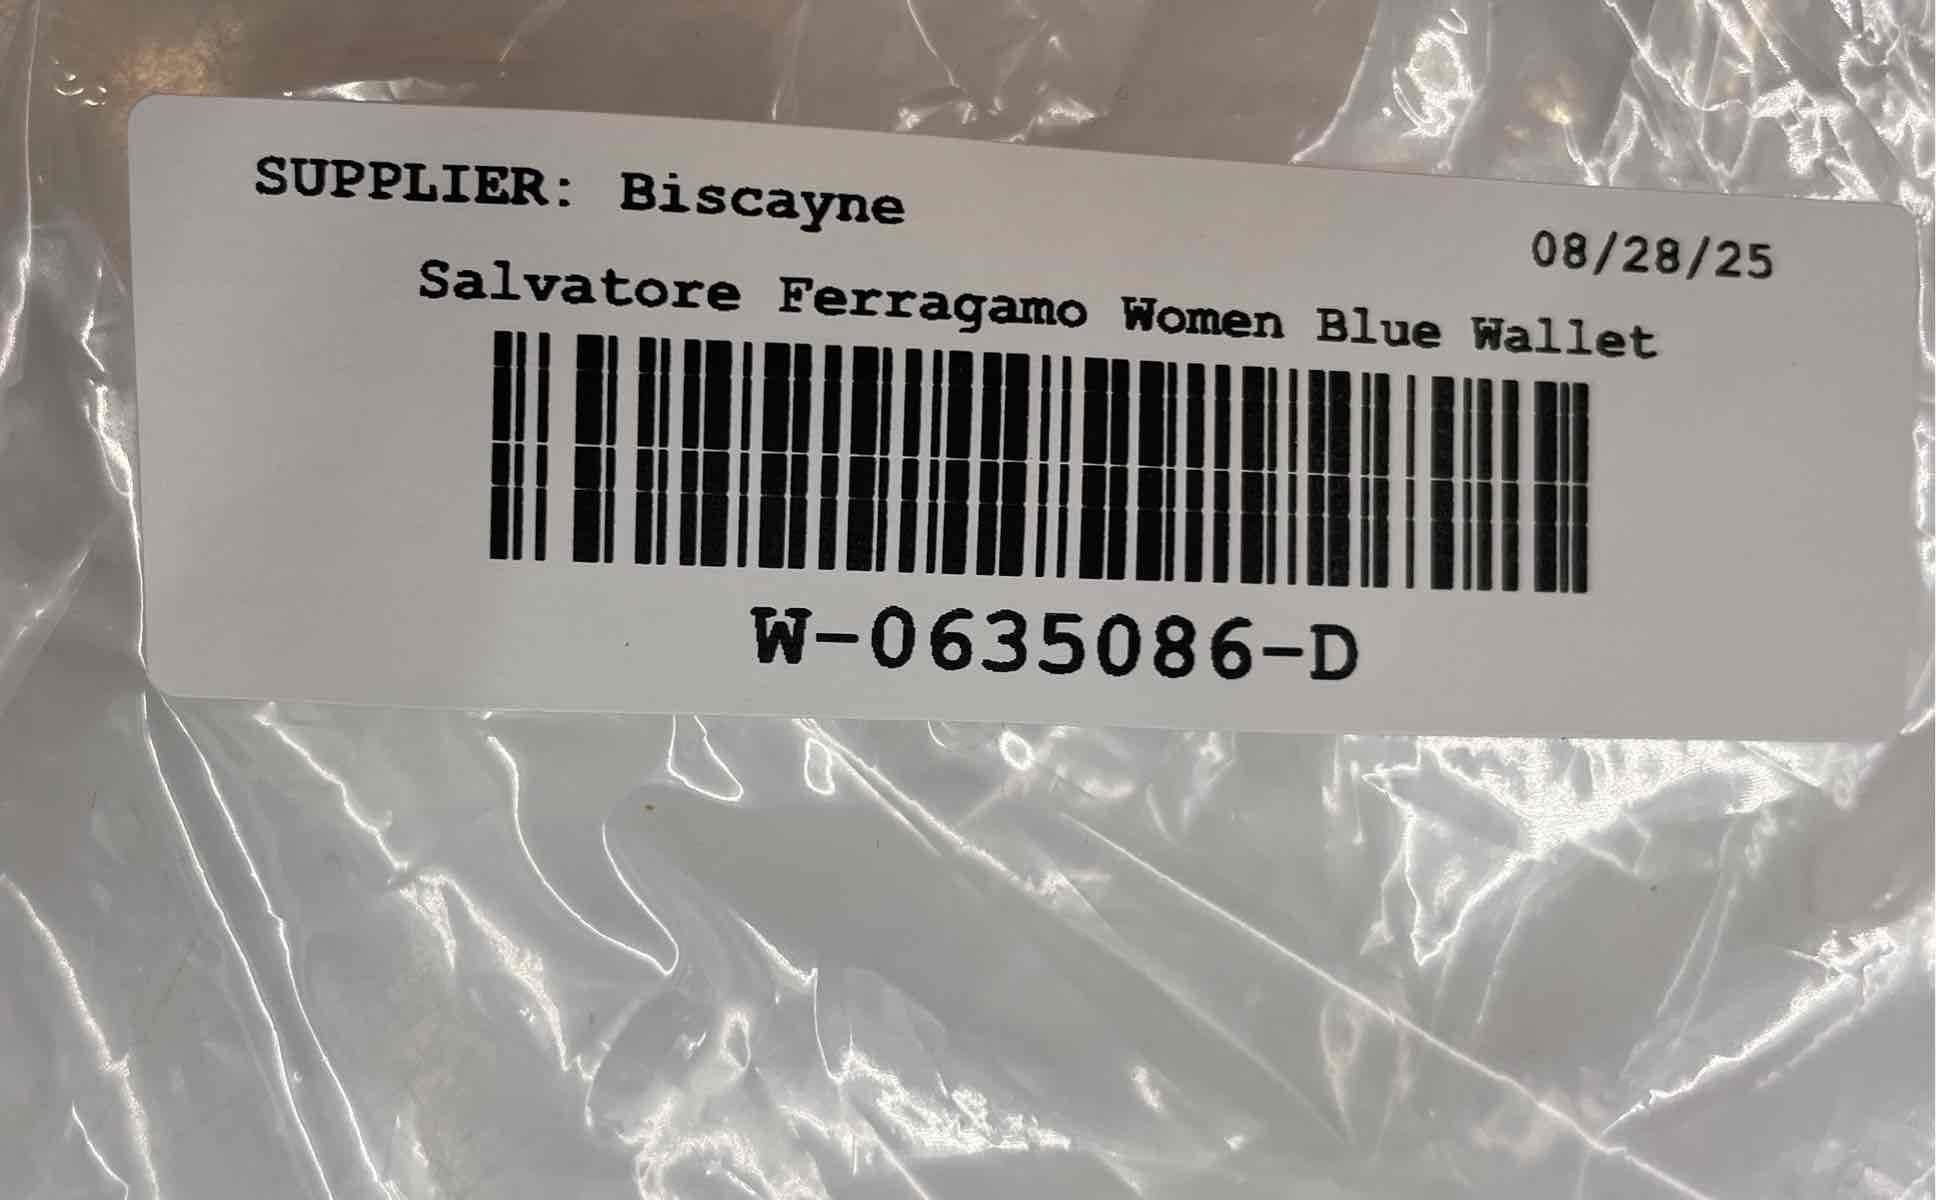 SUPPLIER: Biscayne
08/28/25
Salvatore Ferragamo Women Blue Wallet
W-0635086-D